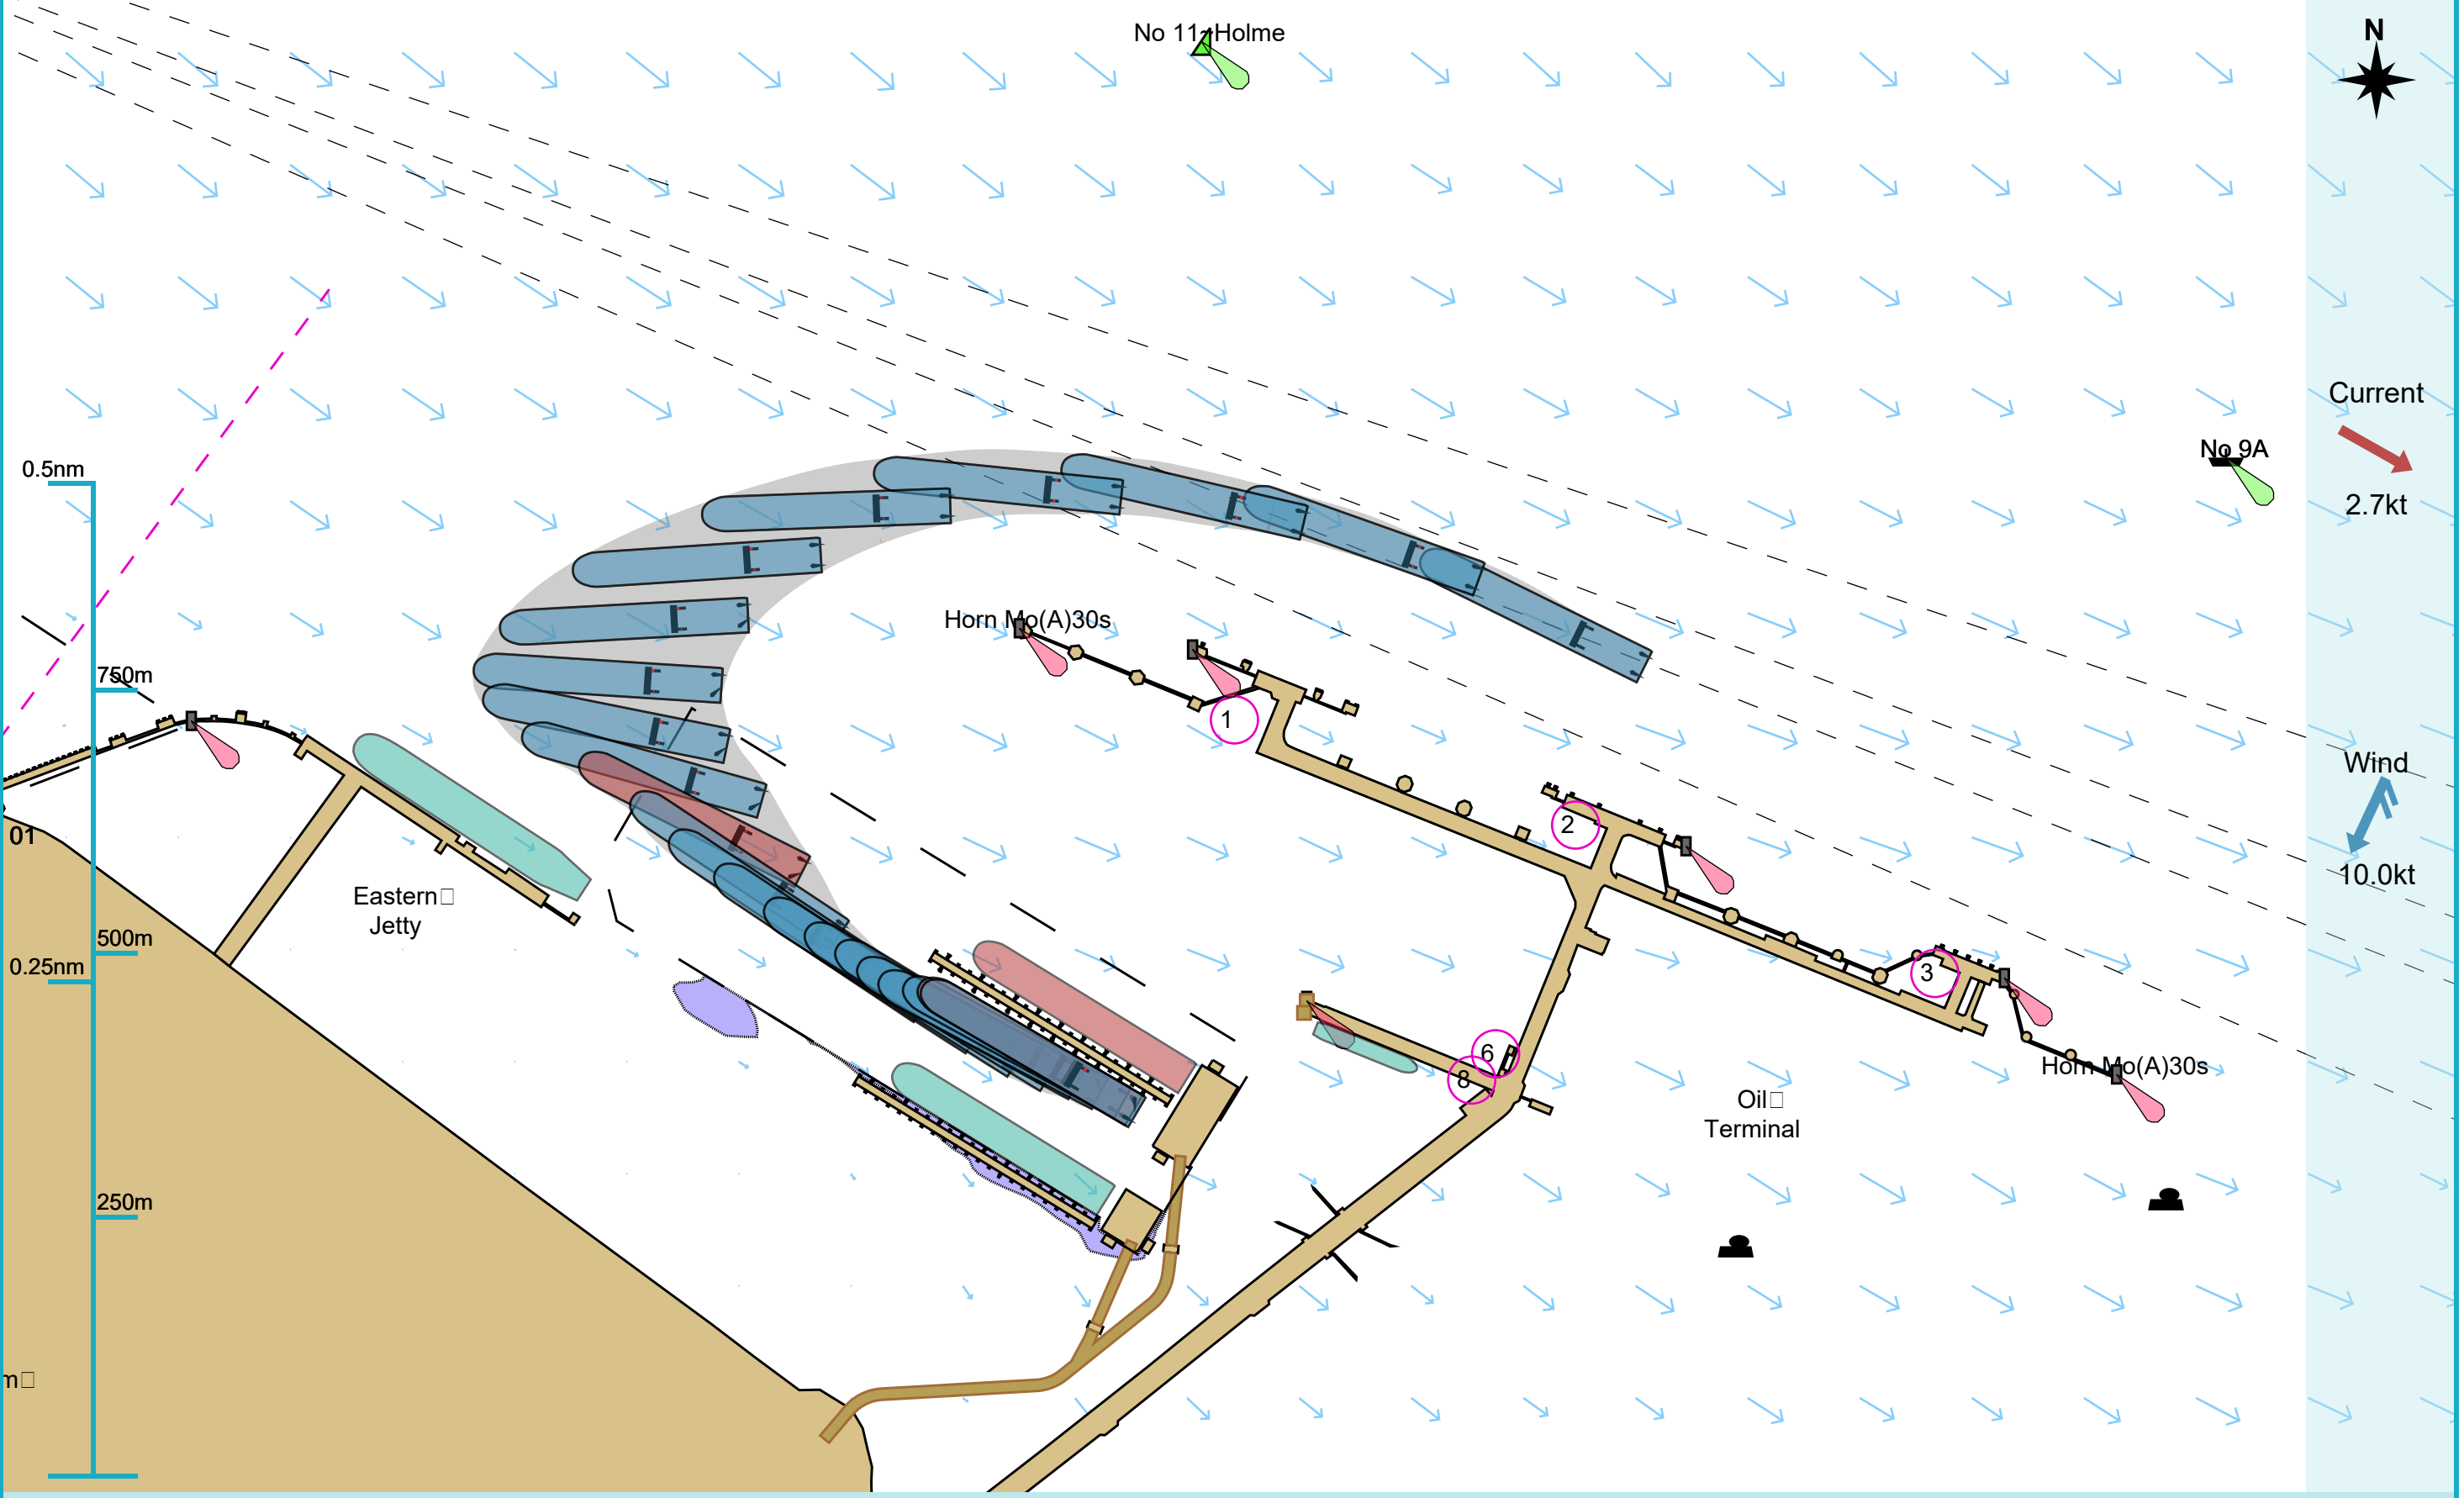 No 11-Holme
N
Current
No 9A
0.5nm
2.7kt
Horn Mo(A)30s
750m
1
Wind
2
01
10.0kt
Eastern
Jetty
500m
0.25nm
3
6
8
Horn Mo(A)30s
Oil
Terminal
250m
m